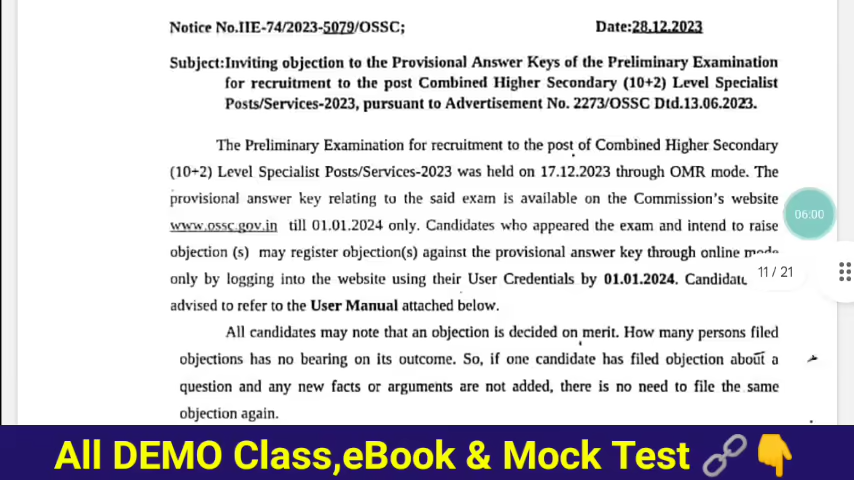 Notice No.IIE-74/2023-5079/OSSC; Date:28.12.2023
Subject:Inviting objection to the Provisional Answer Keys of the Preliminary Examination
for recruitment to the post Combined Higher Secondary (10+2) Level Specialist
Posts/Services-2023, pursuant to Advertisement No. 2273/OSSC Dtd.13.06.2023.
The Preliminary Examination for recruitment to the post of Combined Higher Secondary
(10+2) Level Specialist Posts/Services-2023 was held on 17.12.2023 through OMR mode. The
provisional answer key relating to the said exam is available on the Commission's website
www.ossc.gov.in till 01.01.2024 only. Candidates who appeared the exam and intend to raise
objection (s) may register objection(s) against the provisional answer key through online mode
only by logging into the website using their User Credentials by 01.01.2024.
advised to refer to the User Manual attached below.
All candidates may note that an objection is decided on merit. How many persons filed
objections has no bearing on its outcome. So, if one candidate has filed objection about a
question and any new facts or arguments are not added, there is no need to file the same
objection again.
06:00
11 / 21
All DEMO Class,eBook & Mock Test